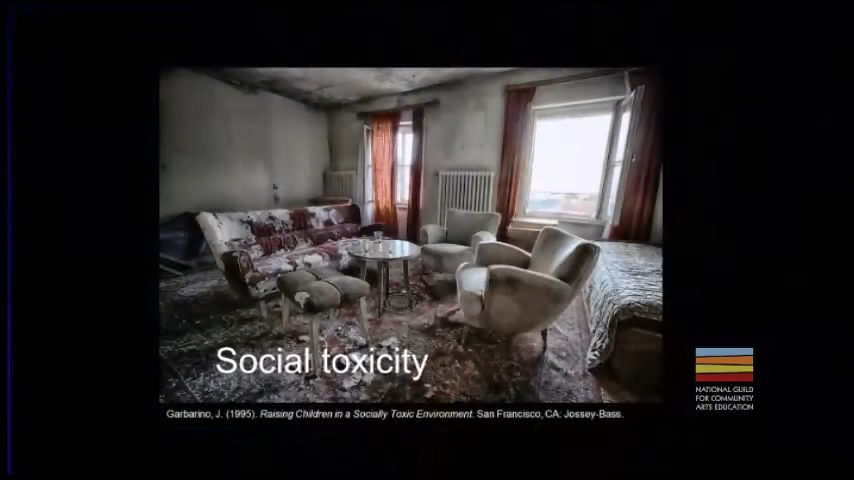 Social toxicity
Garbarino, J. (1995). Raising Children in a Socially Toxic Environment. San Francisco, CA: Jossey-Bass.
NATIONAL GUILD
FOR COMMUNITY
ARTS EDUCATION